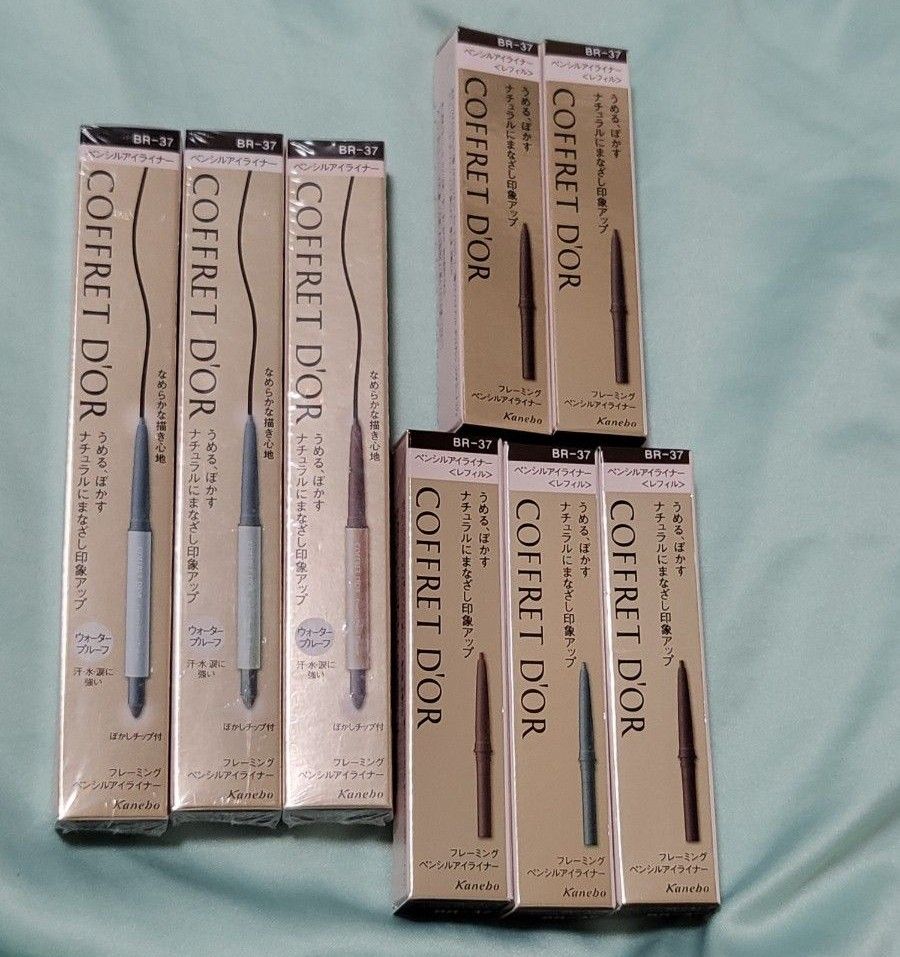 BR-37
ペンシルアイライナー
COFFRET D'OR
なめらかな描き心地
うめる、ぼかす
ナチュラルにまなざし印象アップ
ウォーター
プルーフ
汗・水・涙に
強い
ぼかしチップ付
フレーミング
ペンシルアイライナー
Kanebo
BR-37
ペンシルアイライナー
COFFRET D'OR
なめらかな描き心地
うめる、ぼかす
ナチュラルにまなざし印象アップ
ウォーター
プルーフ
汗・水・涙に
強い
ぼかしチップ付
フレーミング
ペンシルアイライナー
Kanebo
BR-37
ペンシルアイライナー
COFFRET D'OR
なめらかな描き心地
うめる、ぼかす
ナチュラルにまなざし印象アップ
ウォーター
プルーフ
汗・水・涙に
強い
ぼかしチップ付
フレーミング
ペンシルアイライナー
Kanebo
BR-37
ペンシルアイライナー
<レフィル>
うめる、ぼかす
ナチュラルにまなざし印象アップ
COFFRET D'OR
フレーミング
ペンシルアイライナー
Kanebo
BR-37
ペンシルアイライナー
<レフィル>
うめる、ぼかす
ナチュラルにまなざし印象アップ
COFFRET D'OR
フレーミング
ペンシルアイライナー
Kanebo
BR-37
ペンシルアイライナー
<レフィル>
うめる、ぼかす
ナチュラルにまなざし印象アップ
COFFRET D'OR
フレーミング
ペンシルアイライナー
Kanebo
BR-37
ペンシルアイライナー
<レフィル>
うめる、ぼかす
ナチュラルにまなざし印象アップ
COFFRET D'OR
フレーミング
ペンシルアイライナー
Kanebo
BR-37
ペンシルアイライナー
<レフィル>
うめる、ぼかす
ナチュラルにまなざし印象アップ
COFFRET D'OR
フレーミング
ペンシルアイライナー
Kanebo